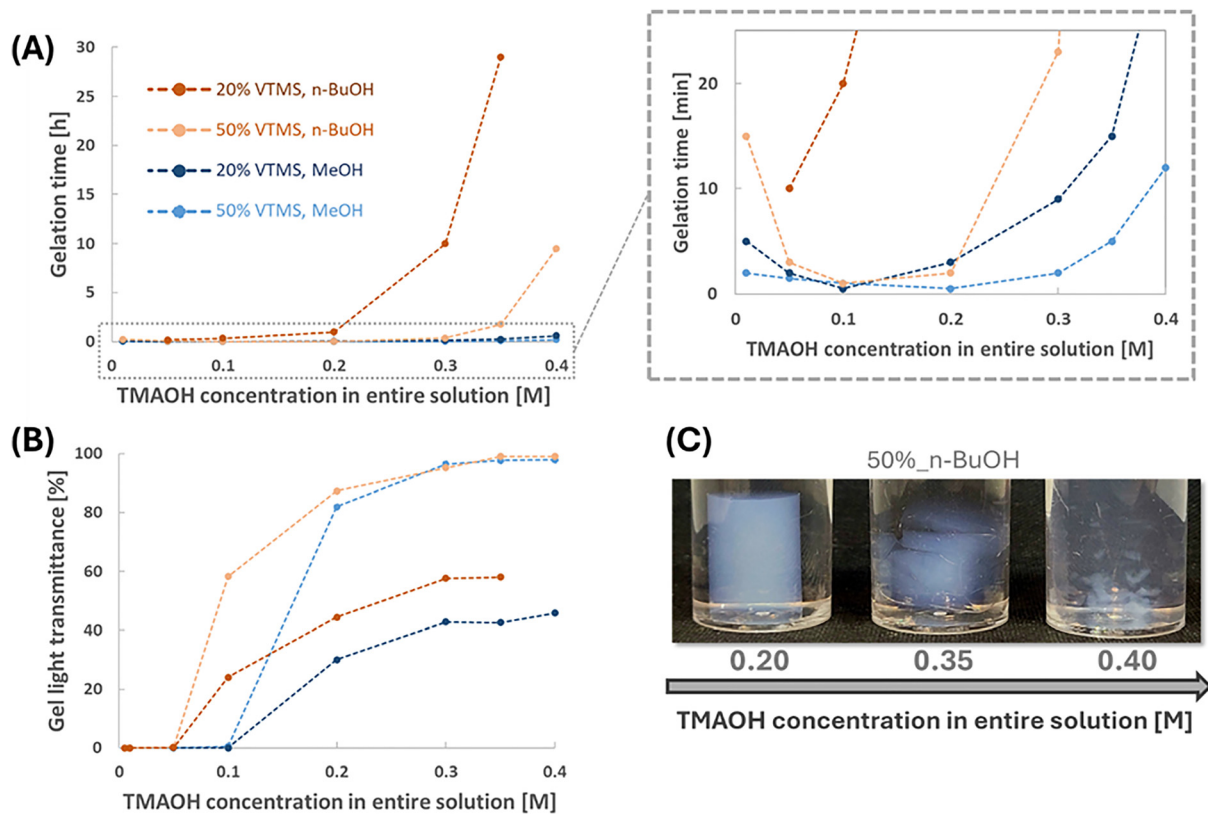 (A)
Gelation time [h]
30
25
20
15
10
5
0
20% VTMS, n-BuOH
50% VTMS, n-BuOH
20% VTMS, MeOH
50% VTMS, MeOH
0 0.1 0.2 0.3 0.4
TMAOH concentration in entire solution [M]
Gelation time [min]
20
10
0
0 0.1 0.2 0.3 0.4
TMAOH concentration in entire solution [M]
(B)
Gel light transmittance [%]
100
80
60
40
20
0
0 0.1 0.2 0.3 0.4
TMAOH concentration in entire solution [M]
(C)
50%_n-BuOH
0.20 0.35 0.40
TMAOH concentration in entire solution [M]